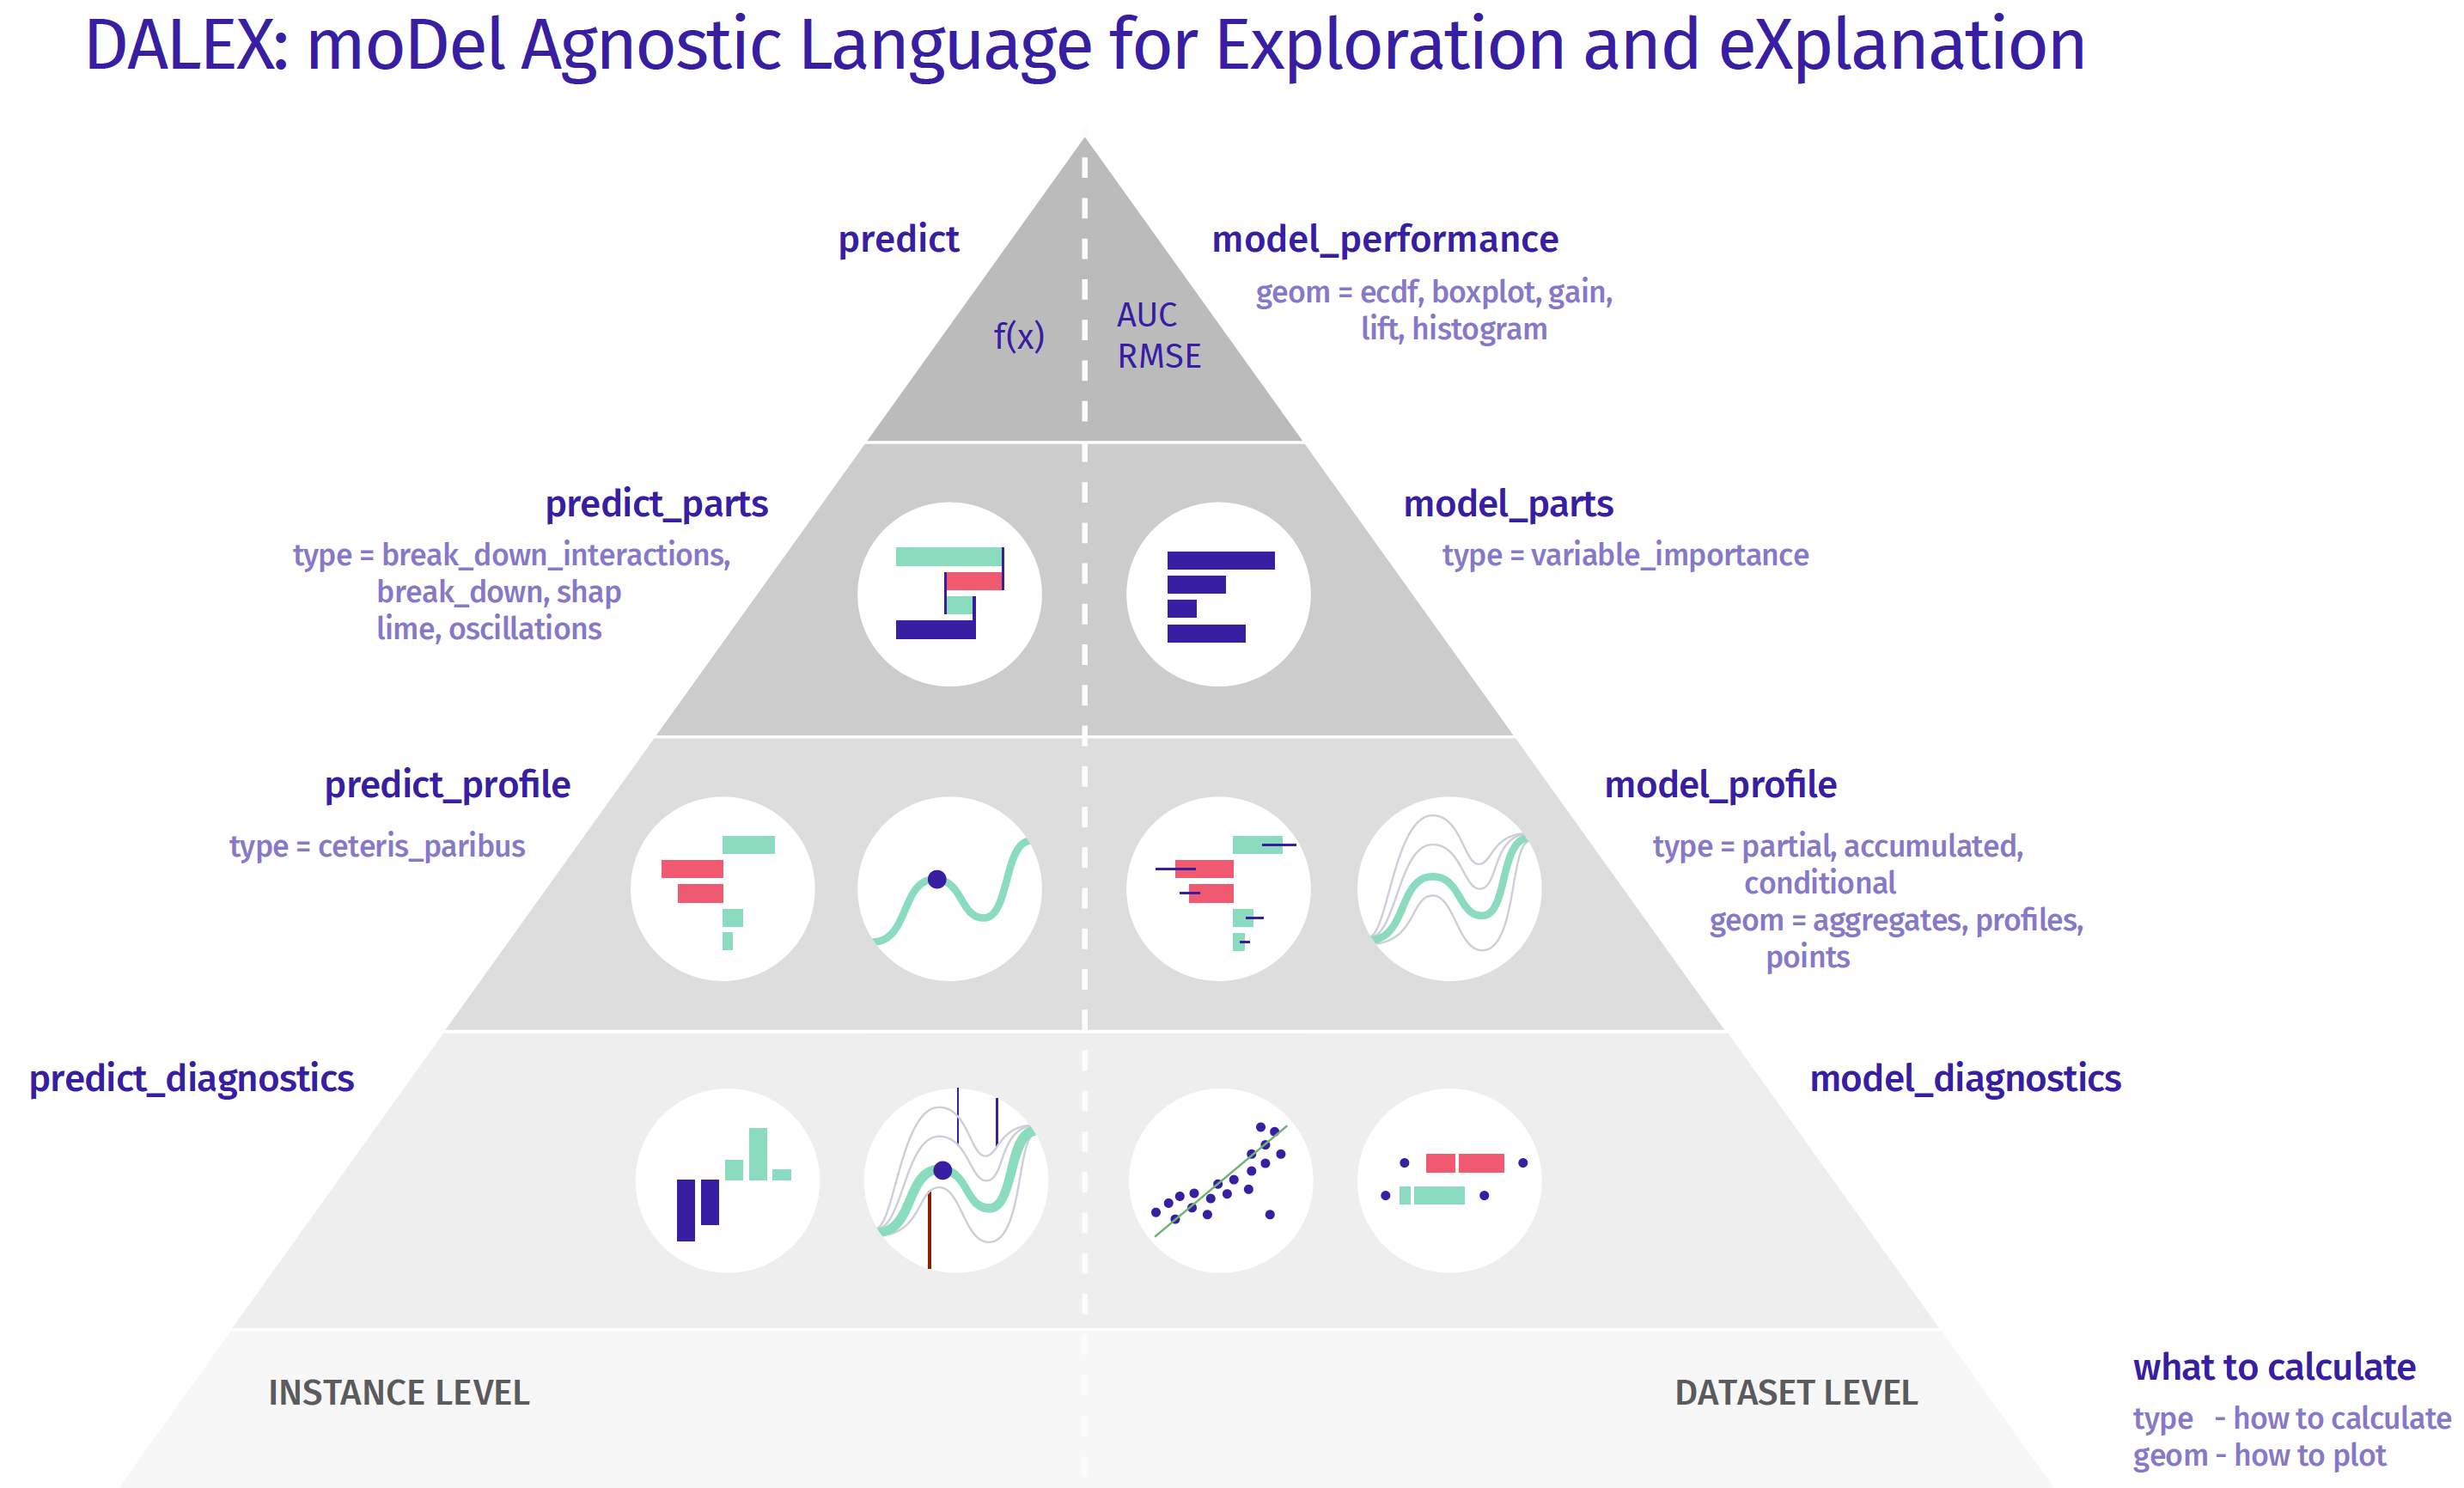 DALEX: moDel Agnostic Language for Exploration and eXplanation
predict
f(x)
model_performance
geom = ecdf, boxplot, gain,
lift, histogram
AUC
RMSE
predict_parts
type = break_down_interactions,
break_down, shap
lime, oscillations
model_parts
type = variable_importance
predict_profile
type = ceteris_paribus
model_profile
type = partial, accumulated,
conditional
geom = aggregates, profiles,
points
predict_diagnostics
model_diagnostics
INSTANCE LEVEL
DATASET LEVEL
what to calculate
type - how to calculate
geom - how to plot